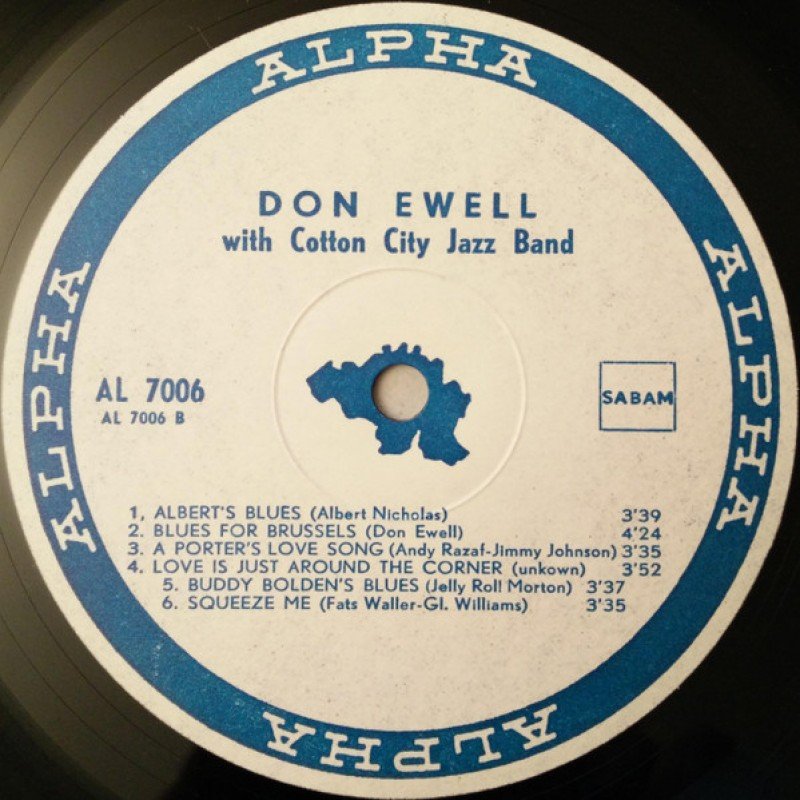 ALPHA
DON EWELL
with Cotton City Jazz Band
ALPHA
ALPHA
AL 7006
AL 7006 B
SABAM
1, ALBERT'S BLUES (Albert Nicholas) 3'39
2. BLUES FOR BRUSSELS (Don Ewell) 4'24
3. A PORTER'S LOVE SONG (Andy Razaf-Jimmy Johnson) 3'35
4. LOVE IS JUST AROUND THE CORNER (unkown) 3'52
5. BUDDY BOLDEN'S BLUES (Jelly Roll Morton) 3'37
6. SQUEEZE ME (Fats Waller-Gl. Williams) 3'35
ALPHA